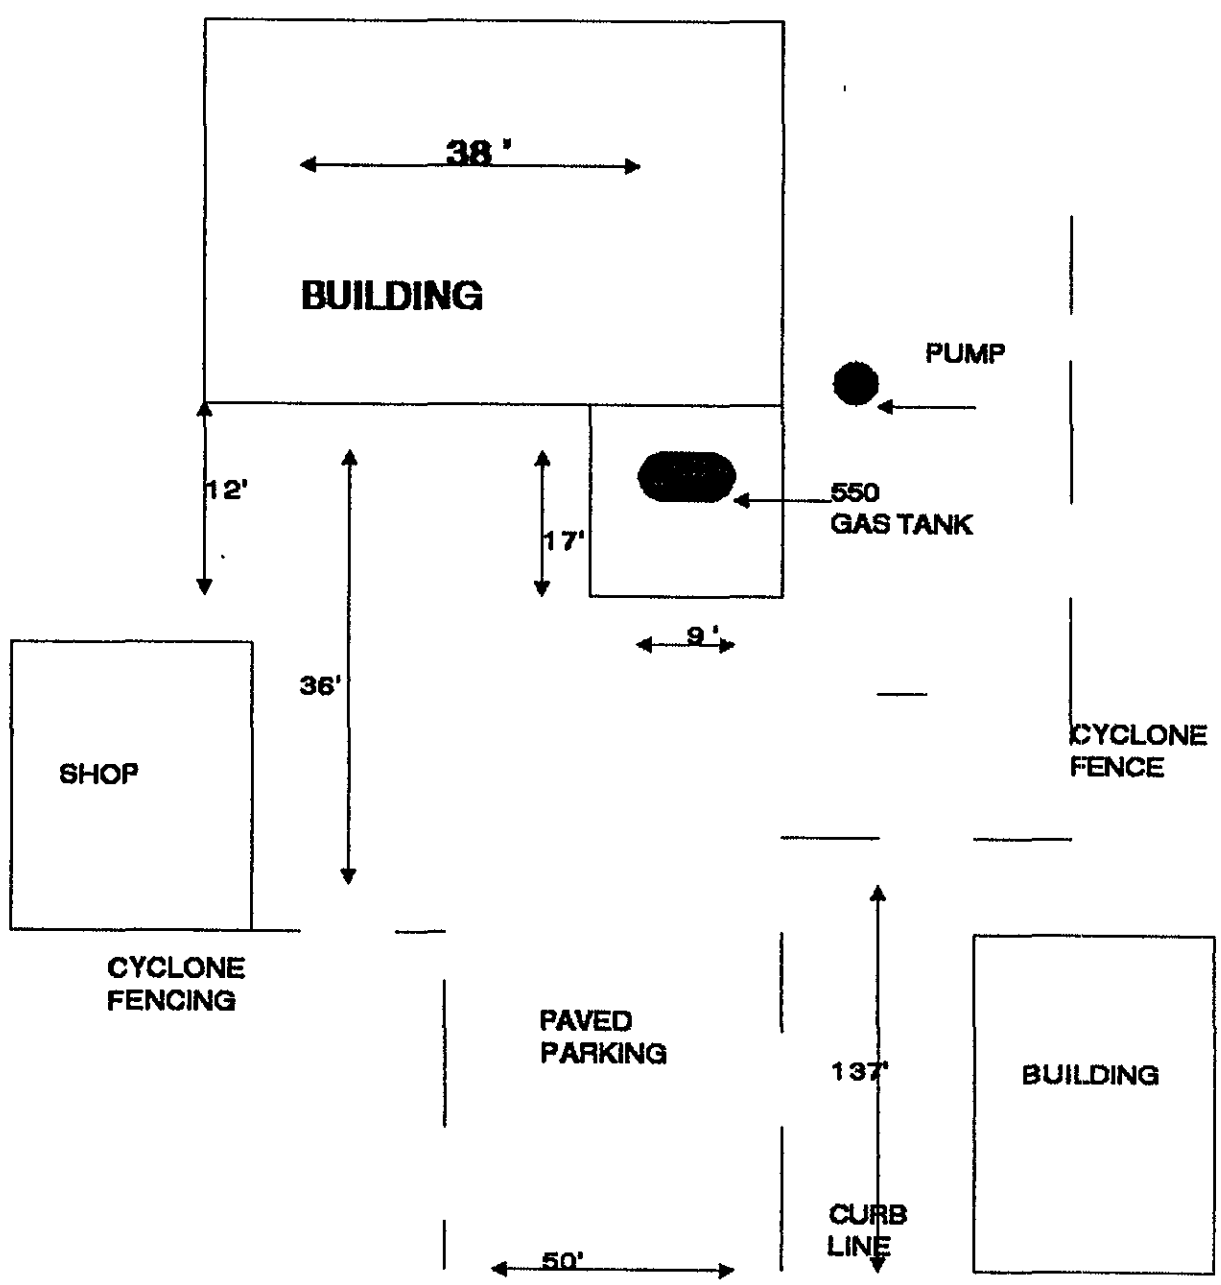 38 '
BUILDING
PUMP
12'
17'
550
GAS TANK
9 '
36'
SHOP
CYCLONE
FENCE
CYCLONE
FENCING
PAVED
PARKING
137'
BUILDING
CURB
LINE
50'